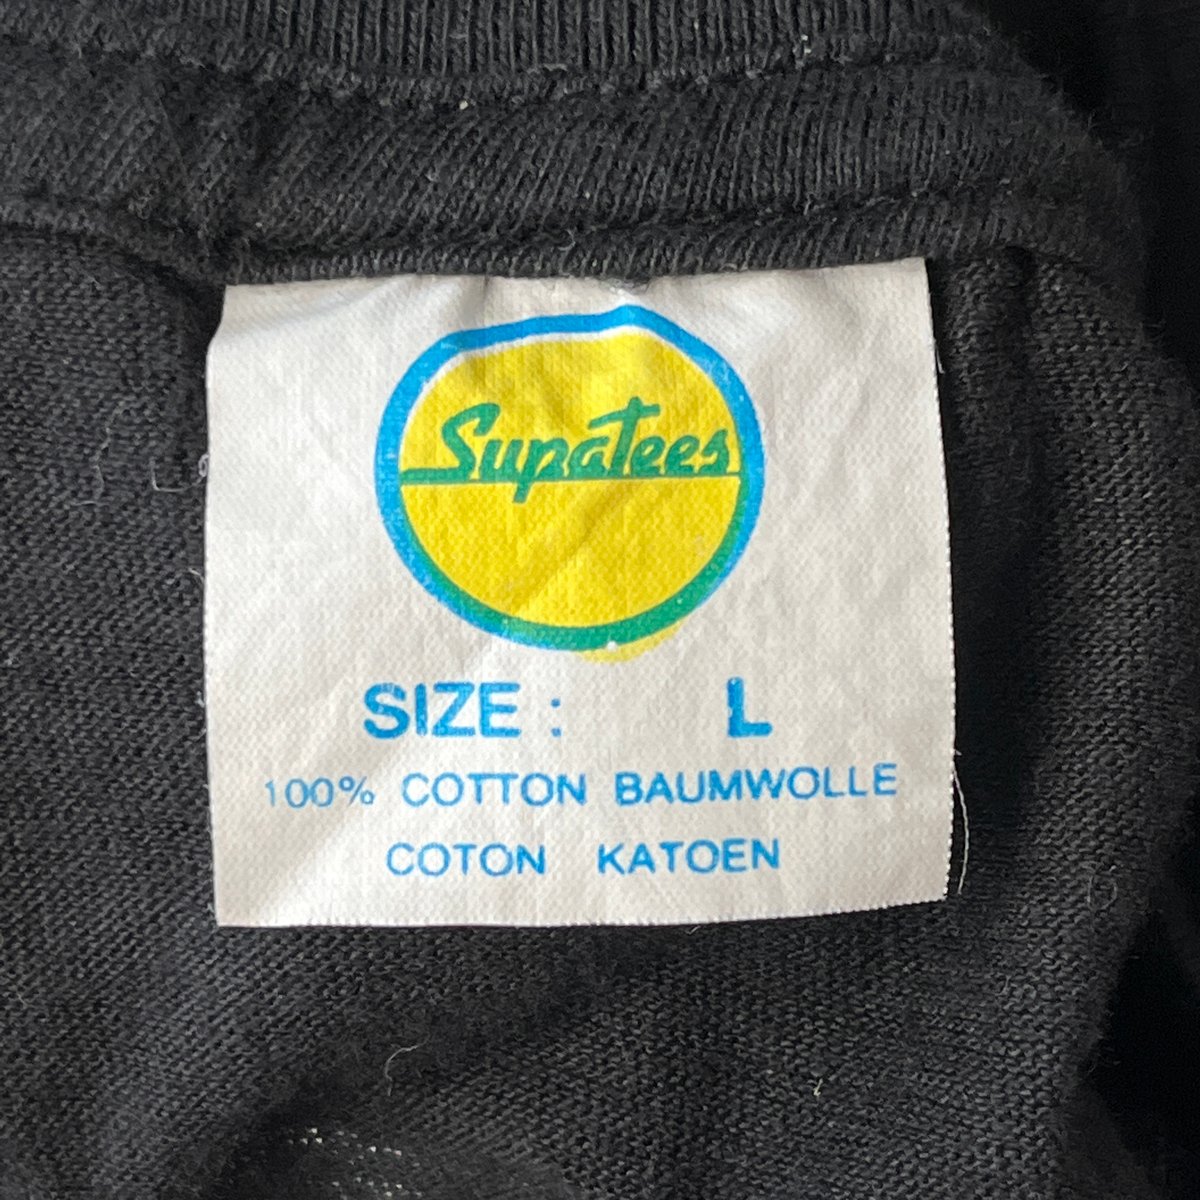 Supatees
SIZE : L
100% COTTON BAUMWOLLE
COTON KATOEN